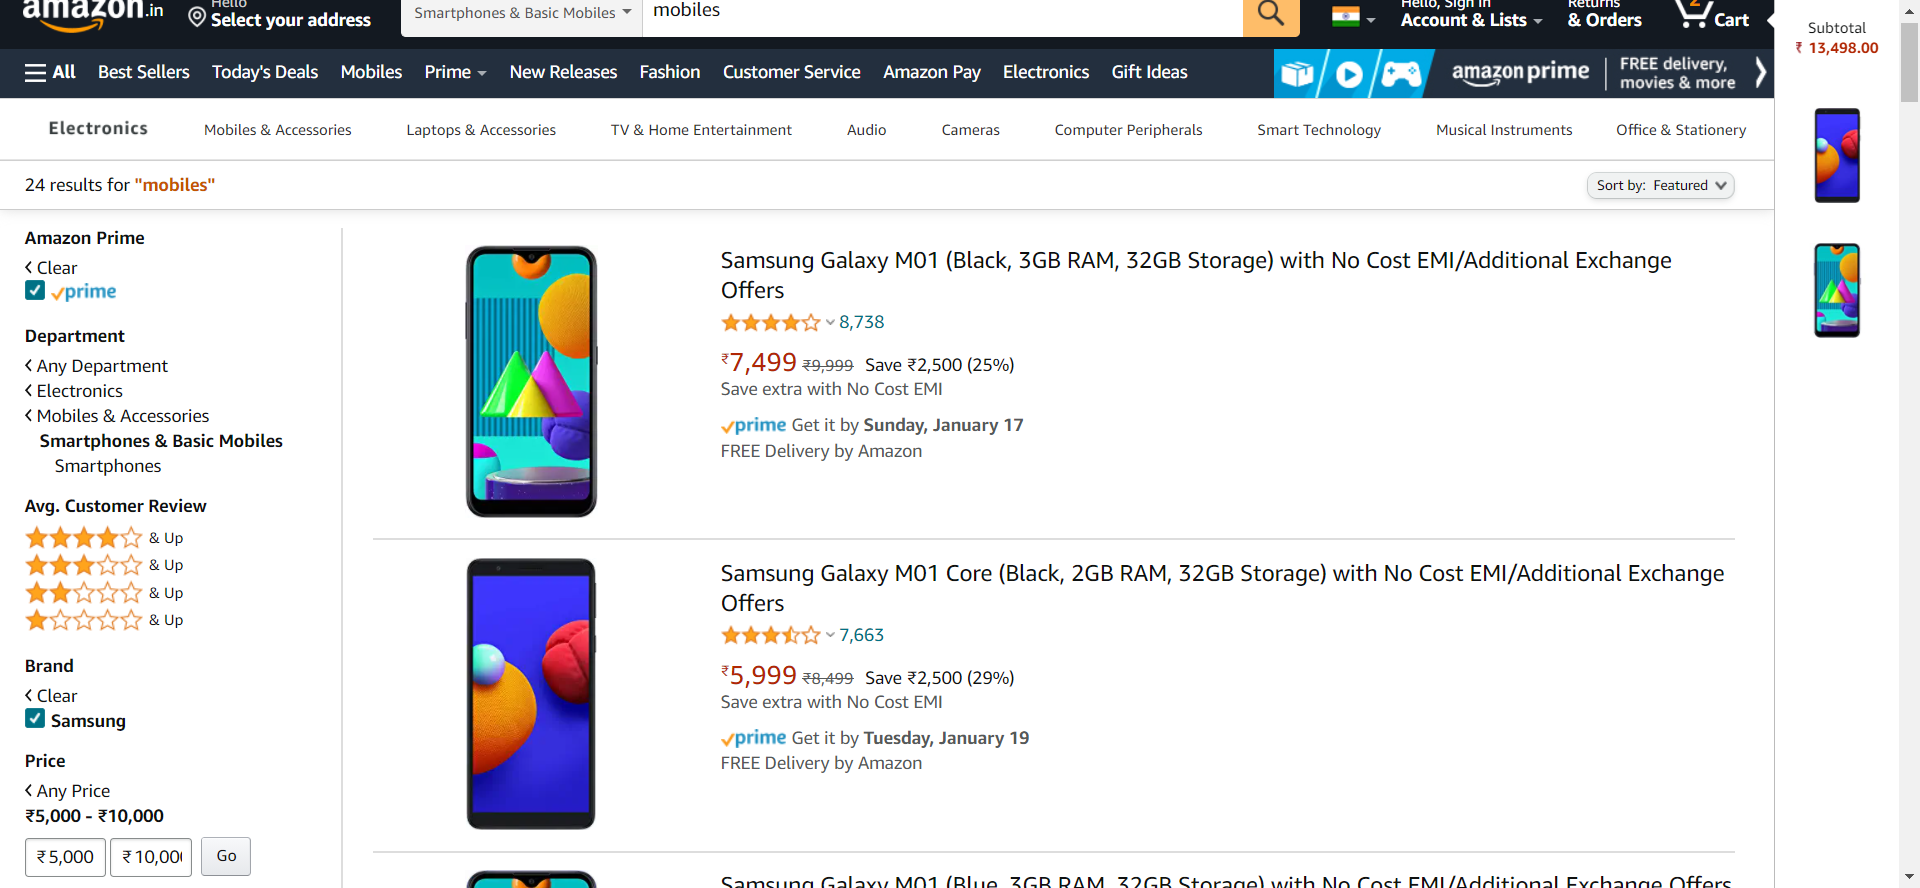 amazon.in
Hello
Select your address
Smartphones & Basic Mobiles
mobiles
Hello, Sign in
Account & Lists
Returns
& Orders
2
Cart
Subtotal
₹ 13,498.00
All
Best Sellers
Today's Deals
Mobiles
Prime
New Releases
Fashion
Customer Service
Amazon Pay
Electronics
Gift Ideas
amazon prime
FREE delivery,
movies & more
Electronics
Mobiles & Accessories
Laptops & Accessories
TV & Home Entertainment
Audio
Cameras
Computer Peripherals
Smart Technology
Musical Instruments
Office & Stationery
24 results for "mobiles"
Sort by: Featured
Amazon Prime
Clear
prime
Department
Any Department
Electronics
Mobiles & Accessories
Smartphones & Basic Mobiles
Smartphones
Avg. Customer Review
& Up
& Up
& Up
& Up
Brand
Clear
Samsung
Price
Any Price
₹5,000 - ₹10,000
₹ 5,000
₹ 10,000
Go
Samsung Galaxy M01 (Black, 3GB RAM, 32GB Storage) with No Cost EMI/Additional Exchange
Offers
8,738
₹7,499 ₹9,999 Save ₹2,500 (25%)
Save extra with No Cost EMI
prime Get it by Sunday, January 17
FREE Delivery by Amazon
Samsung Galaxy M01 Core (Black, 2GB RAM, 32GB Storage) with No Cost EMI/Additional Exchange
Offers
7,663
₹5,999 ₹8,499 Save ₹2,500 (29%)
Save extra with No Cost EMI
prime Get it by Tuesday, January 19
FREE Delivery by Amazon
Samsung Galaxy M01 (Blue, 3GB RAM, 32GB Storage) with No Cost EMI/Additional Exchange Offers